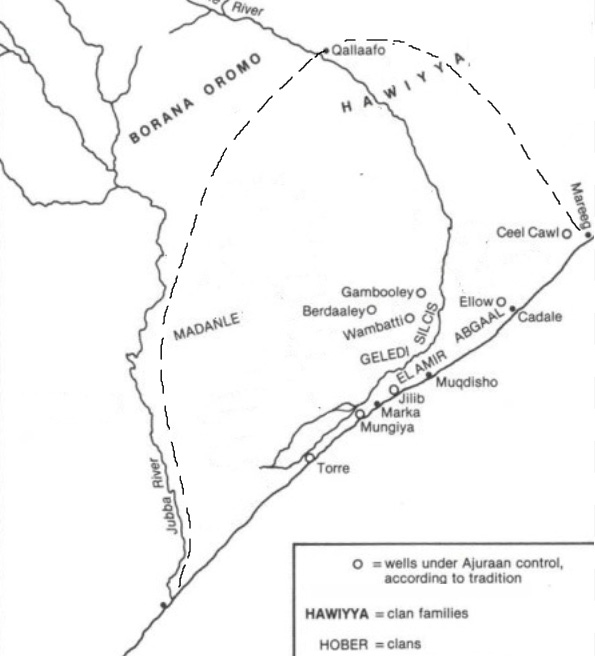 River
Qallaafo
BORANA OROMO
HAWIYYA
Mareeg
Ceel Cawl
Gambooley
Berdaaley
Wambatti
Ellow
Cadale
MADANLE
SILCIS
GELEDI
ABGAAL
EL AMIR
Muqdisho
Jilib
Marka
Mungiya
Torre
Jubba River
= wells under Ajuraan control,
according to tradition
HAWIYYA = clan families
HOBER = clans